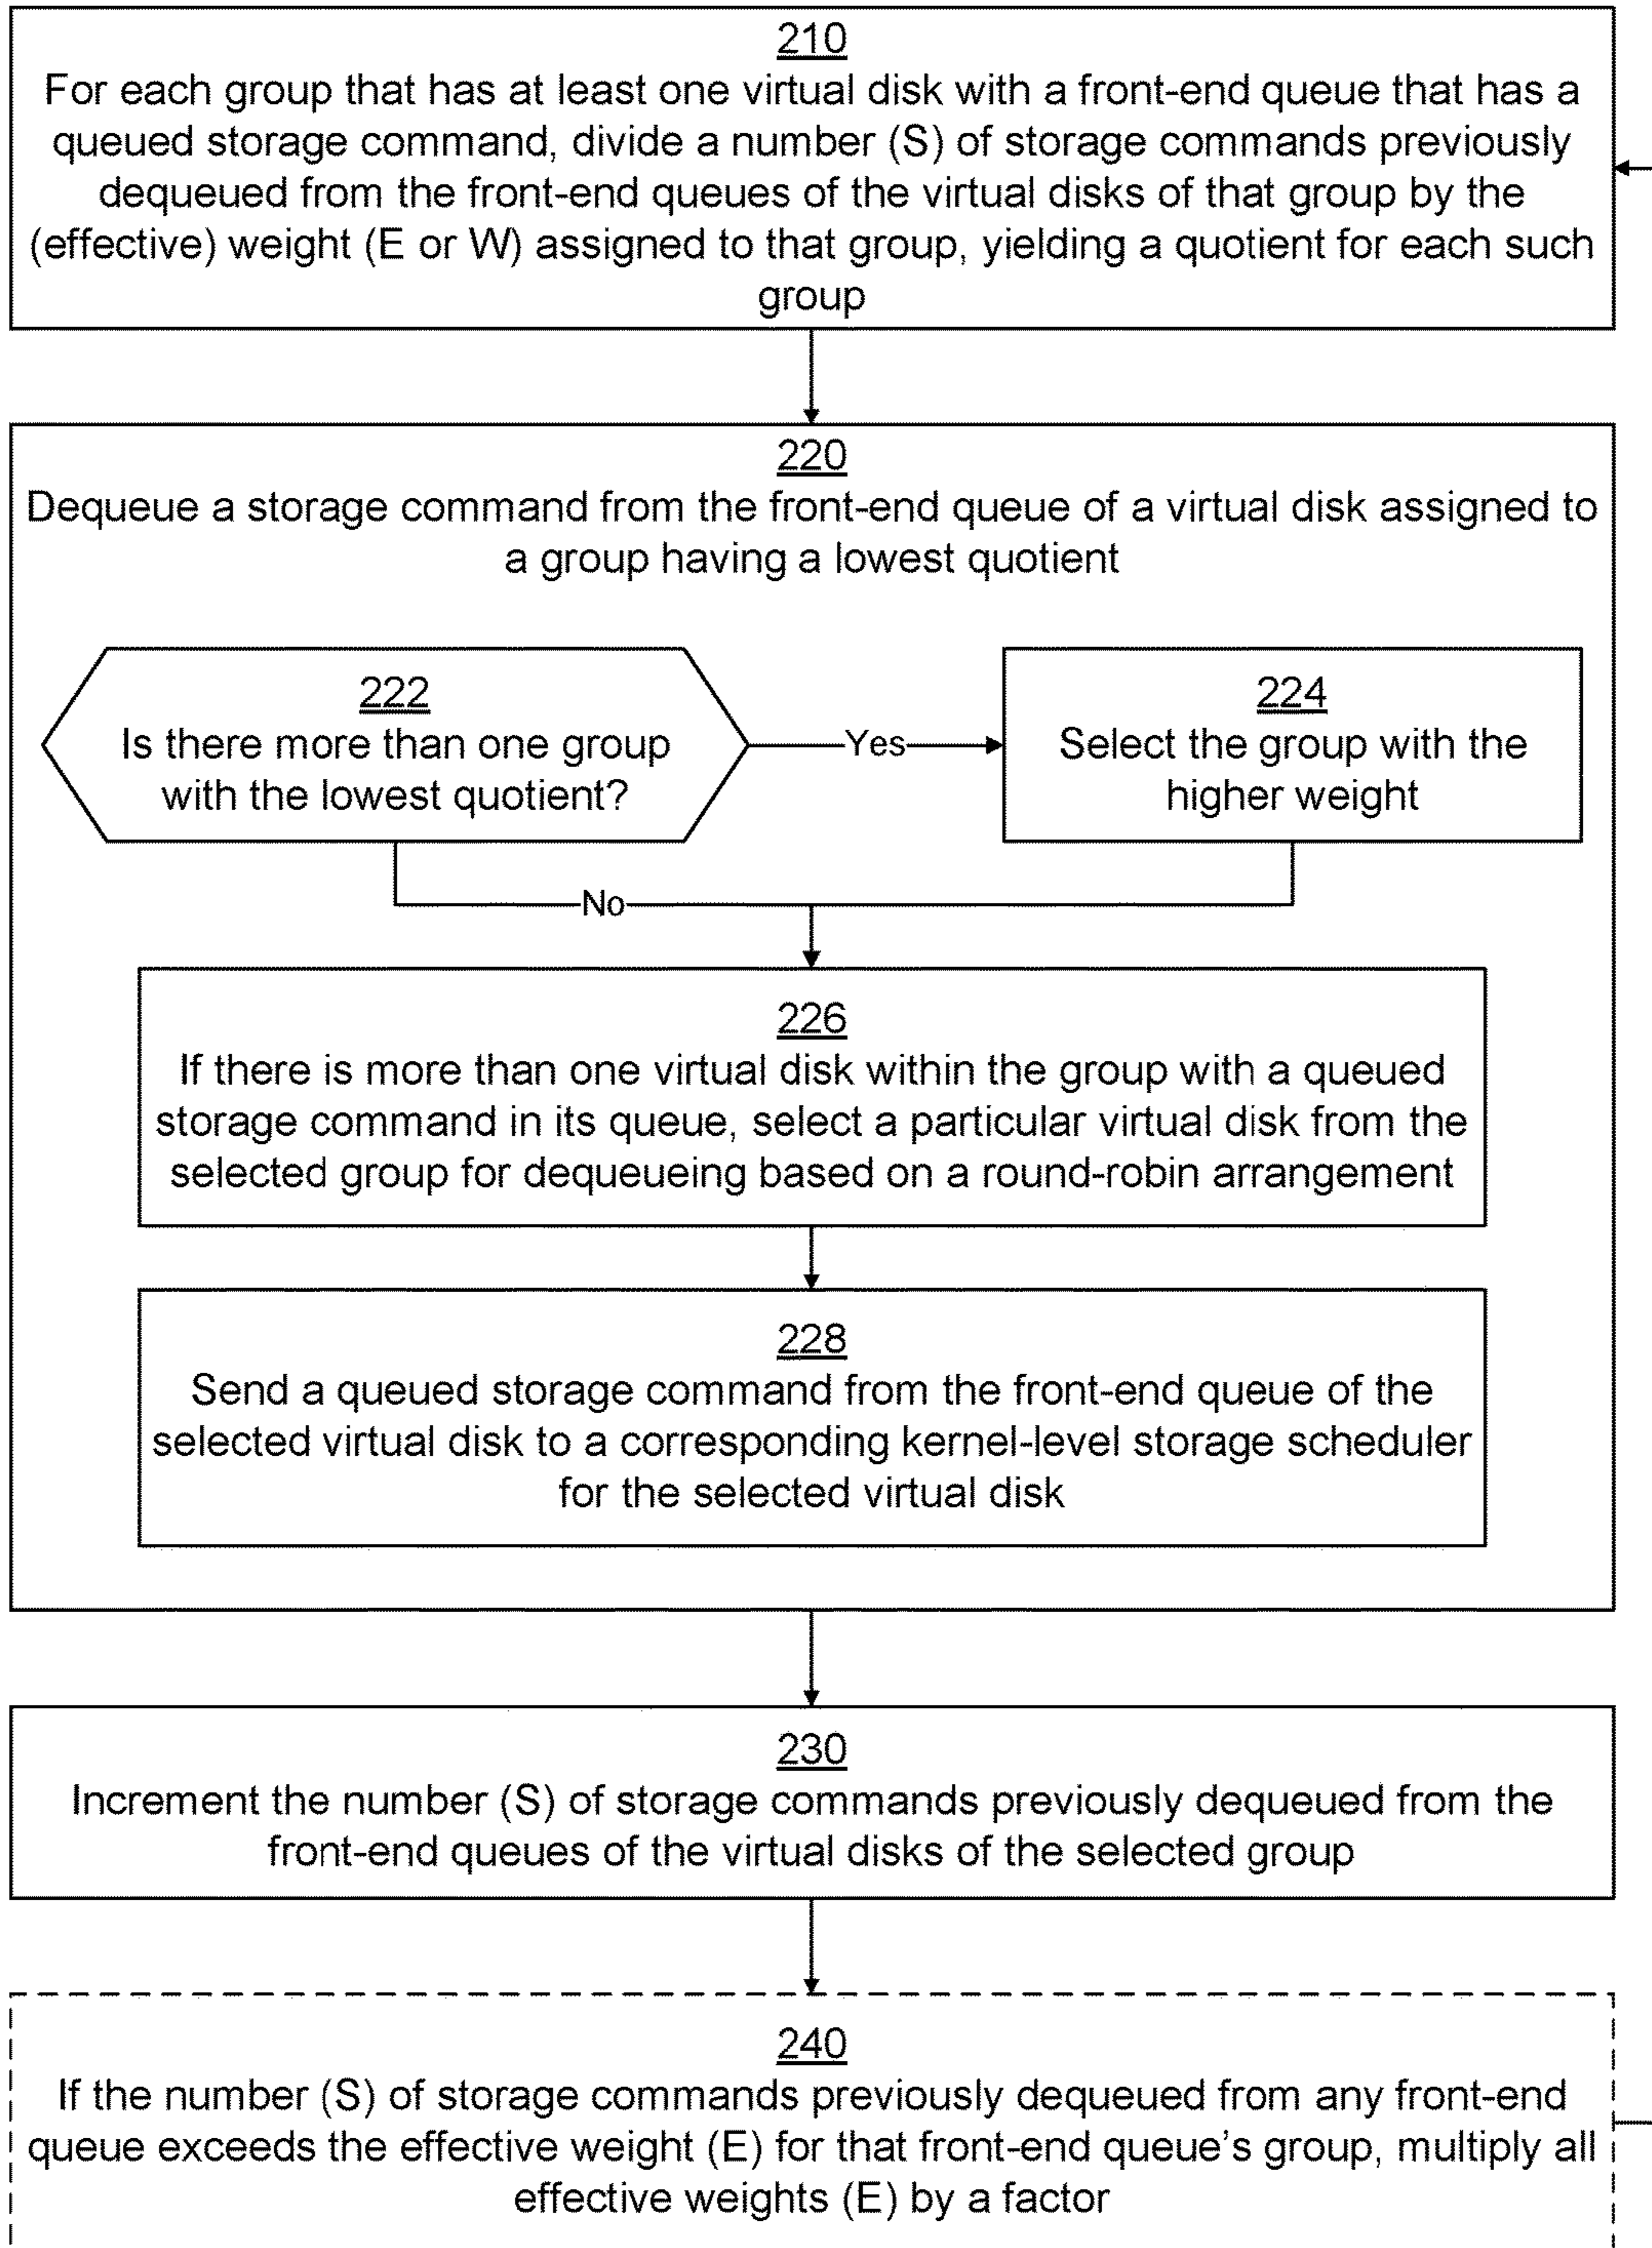 210
For each group that has at least one virtual disk with a front-end queue that has a
queued storage command, divide a number (S) of storage commands previously
dequeued from the front-end queues of the virtual disks of that group by the
(effective) weight (E or W) assigned to that group, yielding a quotient for each such
group
220
Dequeue a storage command from the front-end queue of a virtual disk assigned to
a group having a lowest quotient
222
Is there more than one group
with the lowest quotient?
Yes
224
Select the group with the
higher weight
No
226
If there is more than one virtual disk within the group with a queued
storage command in its queue, select a particular virtual disk from the
selected group for dequeueing based on a round-robin arrangement
228
Send a queued storage command from the front-end queue of the
selected virtual disk to a corresponding kernel-level storage scheduler
for the selected virtual disk
230
Increment the number (S) of storage commands previously dequeued from the
front-end queues of the virtual disks of the selected group
240
If the number (S) of storage commands previously dequeued from any front-end
queue exceeds the effective weight (E) for that front-end queue's group, multiply all
effective weights (E) by a factor